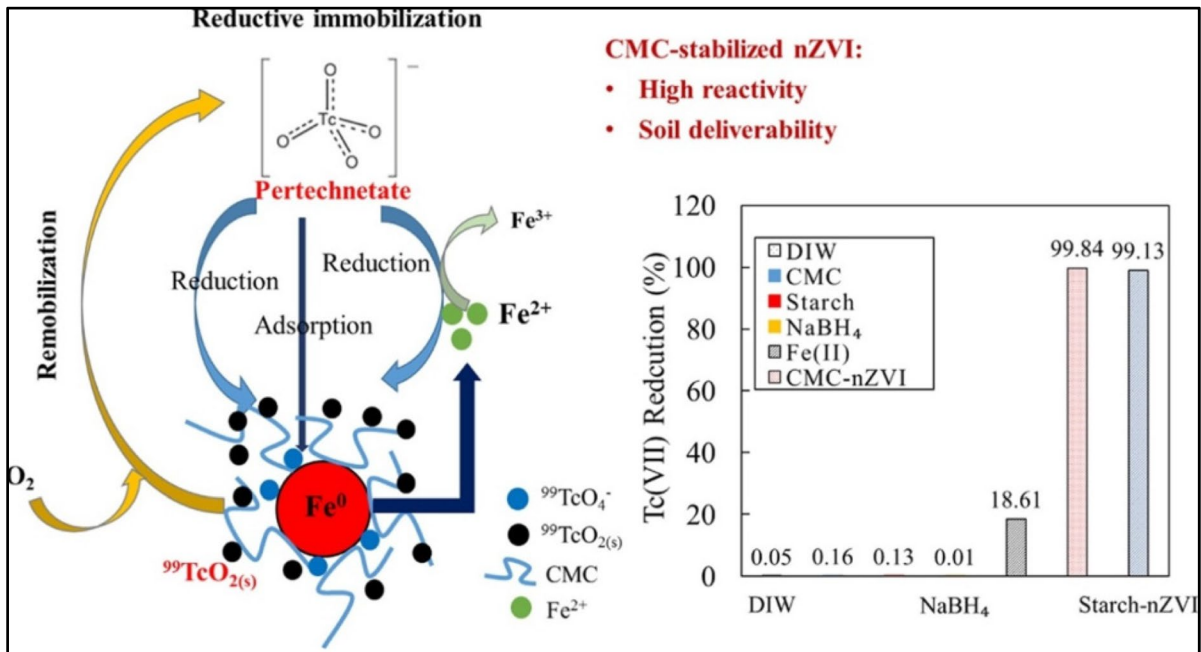 Reductive immobilization
O
–
Tc
O
O
O
Pertechnetate
Remobilization
Reduction
Reduction
Adsorption
Fe³⁺
Fe²⁺
O₂
Fe⁰
⁹⁹TcO₂₍ₛ₎
⁹⁹TcO₄⁻
⁹⁹TcO₂₍ₛ₎
CMC
Fe²⁺
CMC-stabilized nZVI:
• High reactivity
• Soil deliverability
Tc(VII) Redcution (%)
120
100
80
60
40
20
0
DIW
CMC
Starch
NaBH₄
Fe(II)
CMC-nZVI
0.05
0.16
0.13
0.01
18.61
99.84
99.13
DIW
NaBH₄
Starch-nZVI